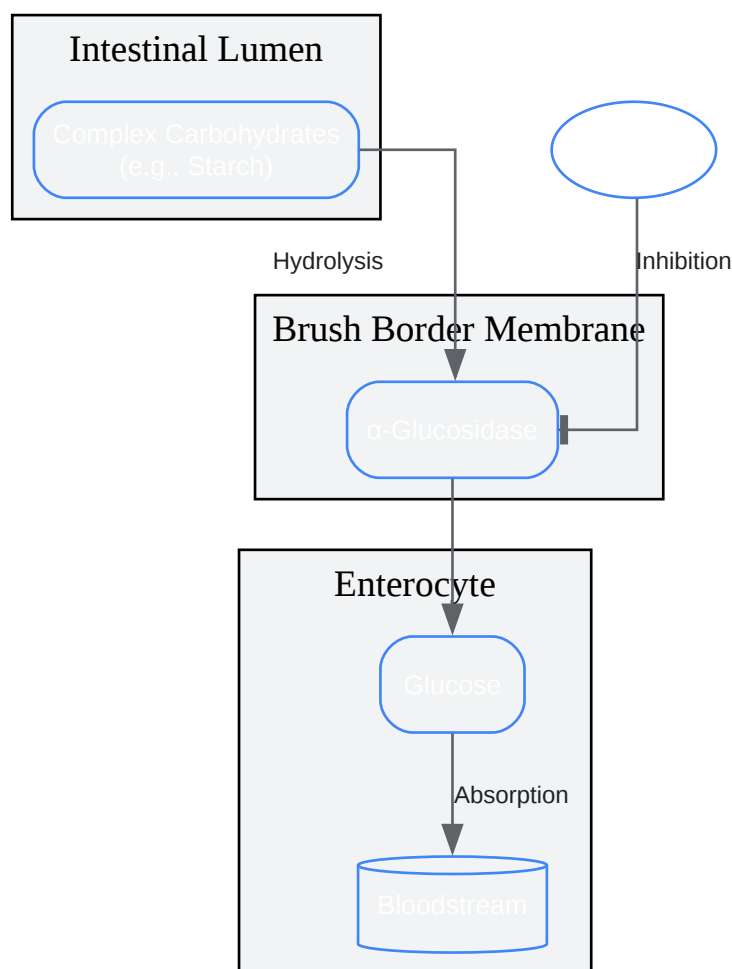 Intestinal Lumen
Complex Carbohydrates
(e.g., Starch)
Hydrolysis
Inhibition
Brush Border Membrane
α-Glucosidase
Enterocyte
Glucose
Absorption
Bloodstream